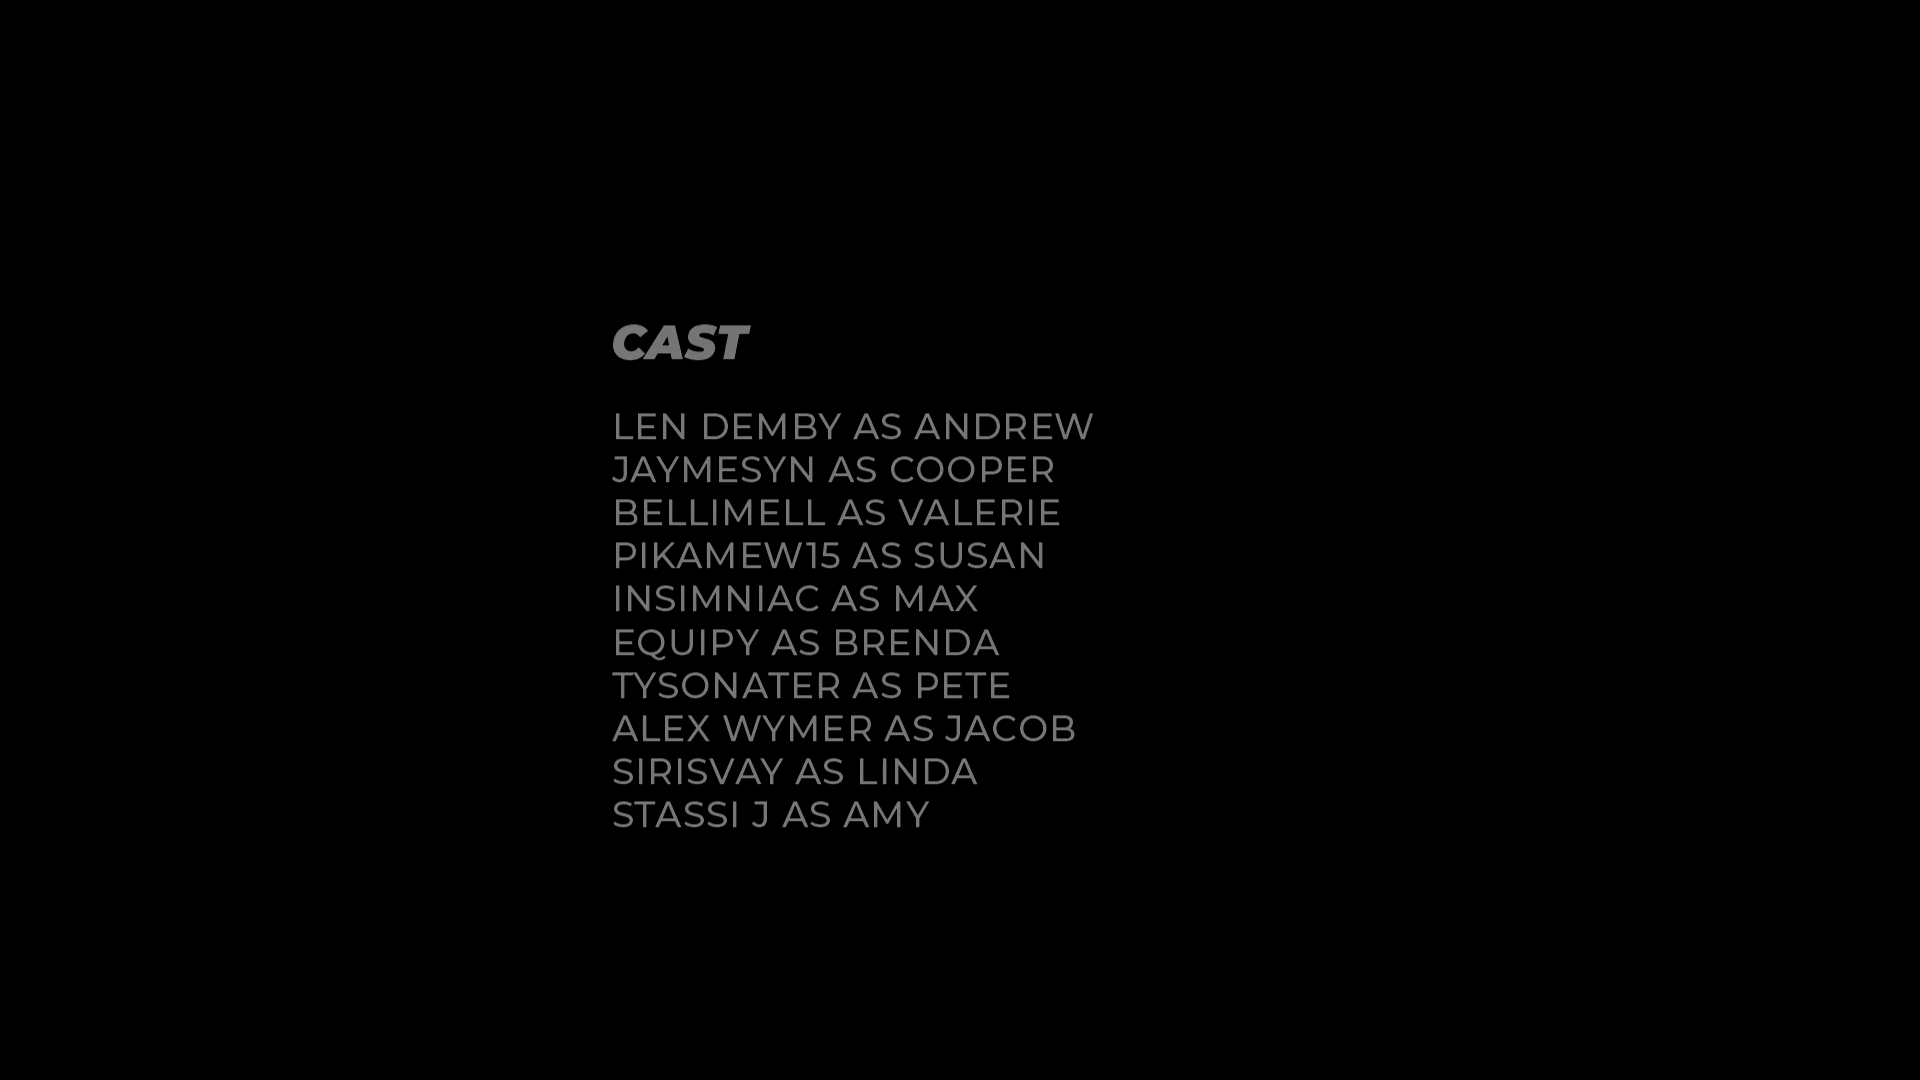 CAST
LEN DEMBY AS ANDREW
JAYMESYN AS COOPER
BELLIMELL AS VALERIE
PIKAMEW15 AS SUSAN
INSIMNIAC AS MAX
EQUIPY AS BRENDA
TYSONATER AS PETE
ALEX WYMER AS JACOB
SIRISVAY AS LINDA
STASSI J AS AMY